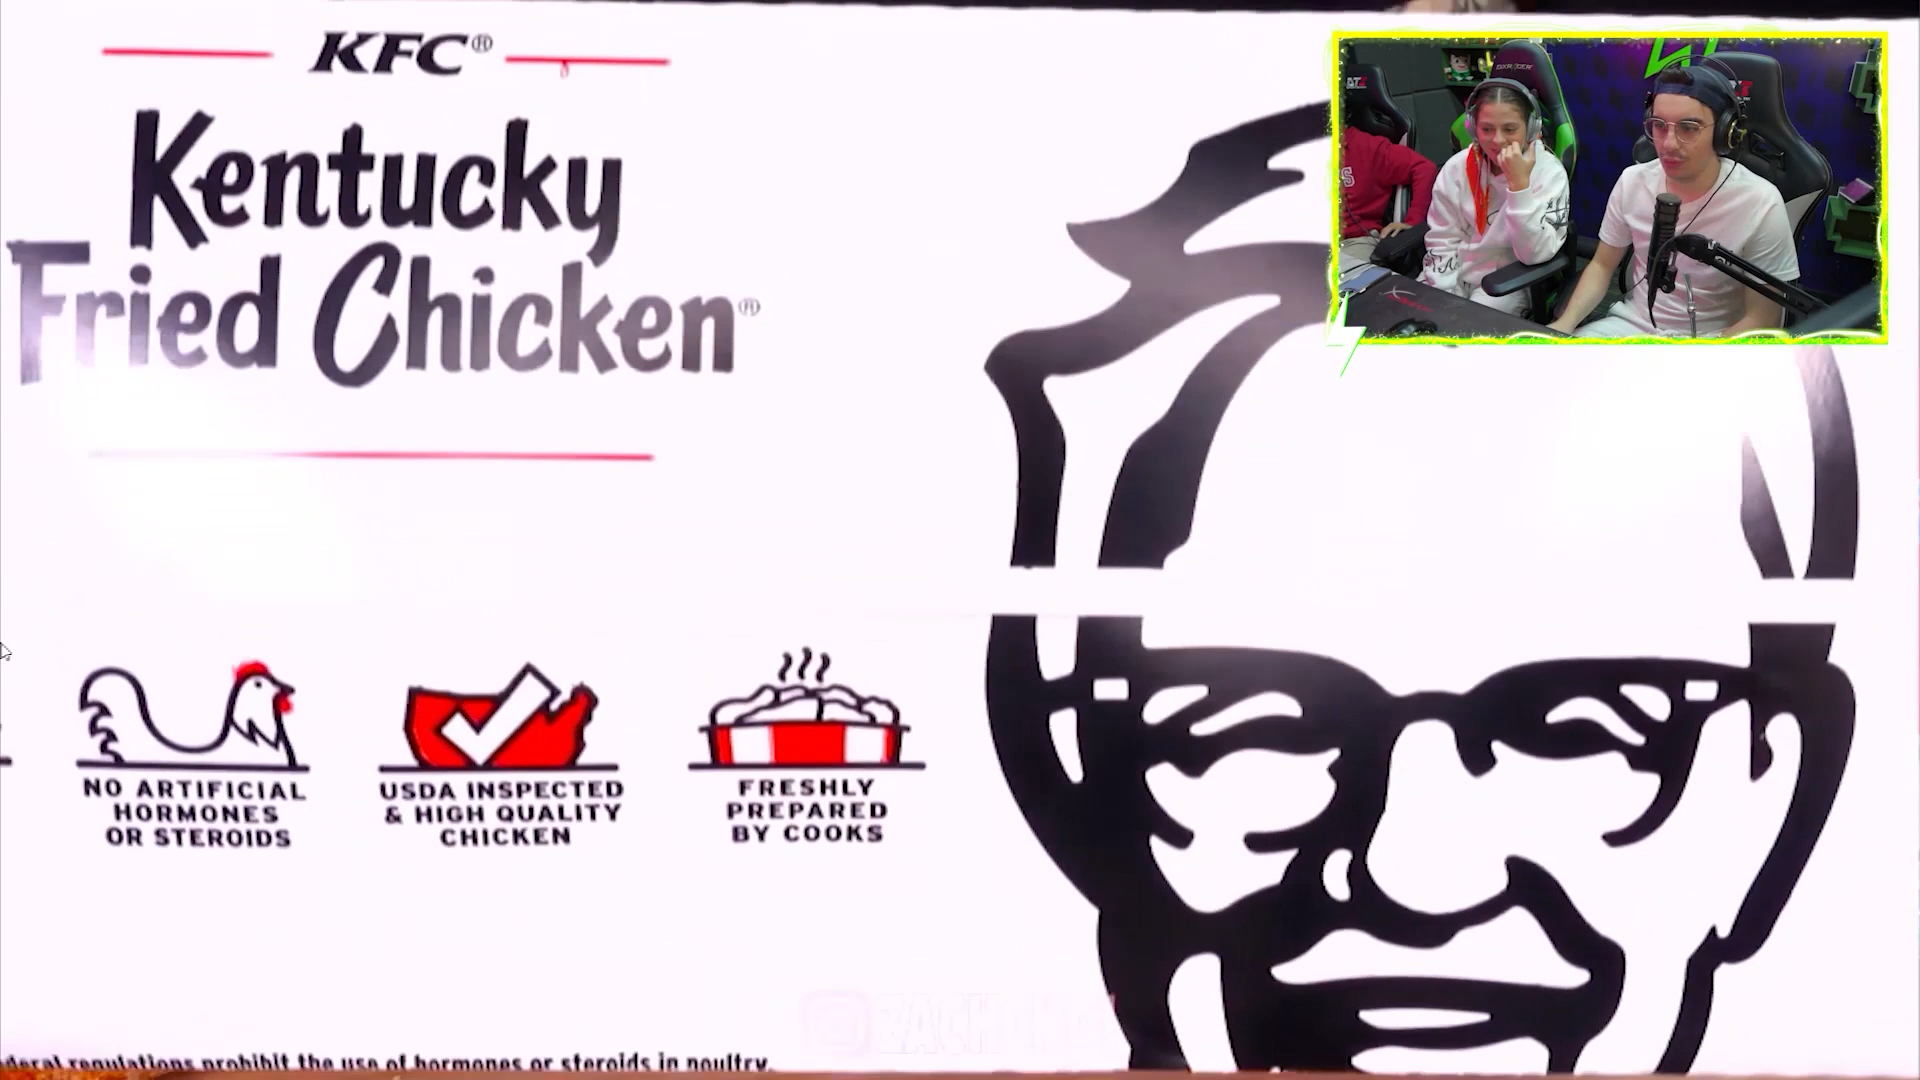 KFC®
Kentucky
Fried Chicken®
NO ARTIFICIAL
HORMONES
OR STEROIDS
USDA INSPECTED
& HIGH QUALITY
CHICKEN
FRESHLY
PREPARED
BY COOKS
regulations prohibit the use of hormones or steroids in poultry.